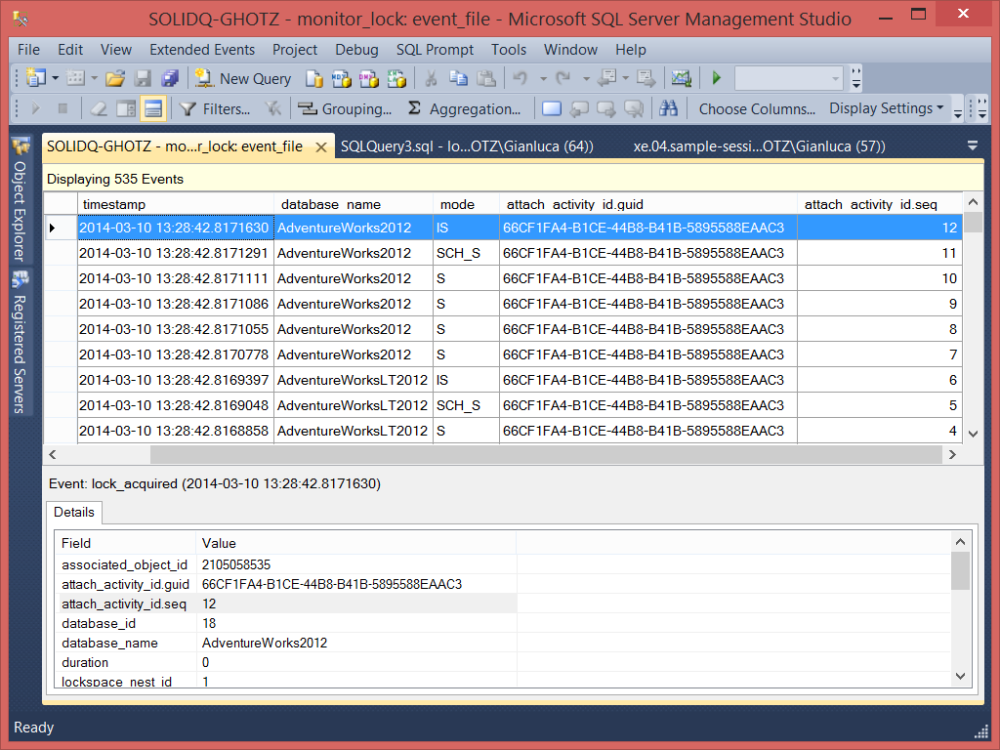 SOLIDQ-GHOTZ - monitor_lock: event_file - Microsoft SQL Server Management Studio
File Edit View Extended Events Project Debug SQL Prompt Tools Window Help
New Query
Filters... Grouping... Σ Aggregation... Choose Columns... Display Settings
SOLIDQ-GHOTZ - mo...r_lock: event_file SQLQuery3.sql - lo...OTZ\Gianluca (64)) xe.04.sample-sessi...OTZ\Gianluca (57))
Object Explorer
Registered Servers
Displaying 535 Events
timestamp database_name mode attach_activity_id.guid attach_activity_id.seq
2014-03-10 13:28:42.8171630 AdventureWorks2012 IS 66CF1FA4-B1CE-44B8-B41B-5895588EAAC3 12
2014-03-10 13:28:42.8171291 AdventureWorks2012 SCH_S 66CF1FA4-B1CE-44B8-B41B-5895588EAAC3 11
2014-03-10 13:28:42.8171111 AdventureWorks2012 S 66CF1FA4-B1CE-44B8-B41B-5895588EAAC3 10
2014-03-10 13:28:42.8171086 AdventureWorks2012 S 66CF1FA4-B1CE-44B8-B41B-5895588EAAC3 9
2014-03-10 13:28:42.8171055 AdventureWorks2012 S 66CF1FA4-B1CE-44B8-B41B-5895588EAAC3 8
2014-03-10 13:28:42.8170778 AdventureWorks2012 S 66CF1FA4-B1CE-44B8-B41B-5895588EAAC3 7
2014-03-10 13:28:42.8169397 AdventureWorksLT2012 IS 66CF1FA4-B1CE-44B8-B41B-5895588EAAC3 6
2014-03-10 13:28:42.8169048 AdventureWorksLT2012 SCH_S 66CF1FA4-B1CE-44B8-B41B-5895588EAAC3 5
2014-03-10 13:28:42.8168858 AdventureWorksLT2012 S 66CF1FA4-B1CE-44B8-B41B-5895588EAAC3 4
Event: lock_acquired (2014-03-10 13:28:42.8171630)
Details
Field Value
associated_object_id 2105058535
attach_activity_id.guid 66CF1FA4-B1CE-44B8-B41B-5895588EAAC3
attach_activity_id.seq 12
database_id 18
database_name AdventureWorks2012
duration 0
lockspace_nest_id 1
Ready